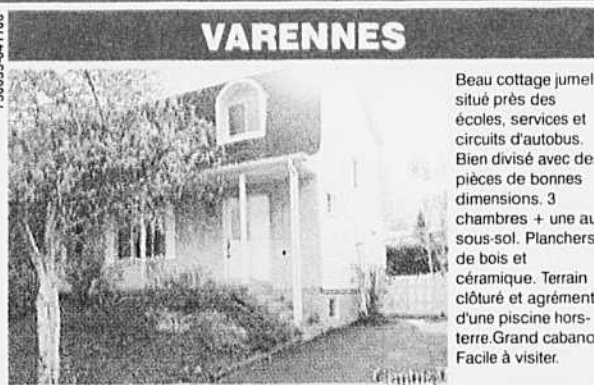 VARENNES
Beau cottage jumel
situé près des
écoles, services et
circuits d'autobus.
Bien divisé avec de
pièces de bonnes
dimensions. 3
chambres + une au
sous-sol. Planchers
de bois et
céramique. Terrain
clôturé et agrément
d'une piscine hors-
terre.Grand cabano
Facile à visiter.